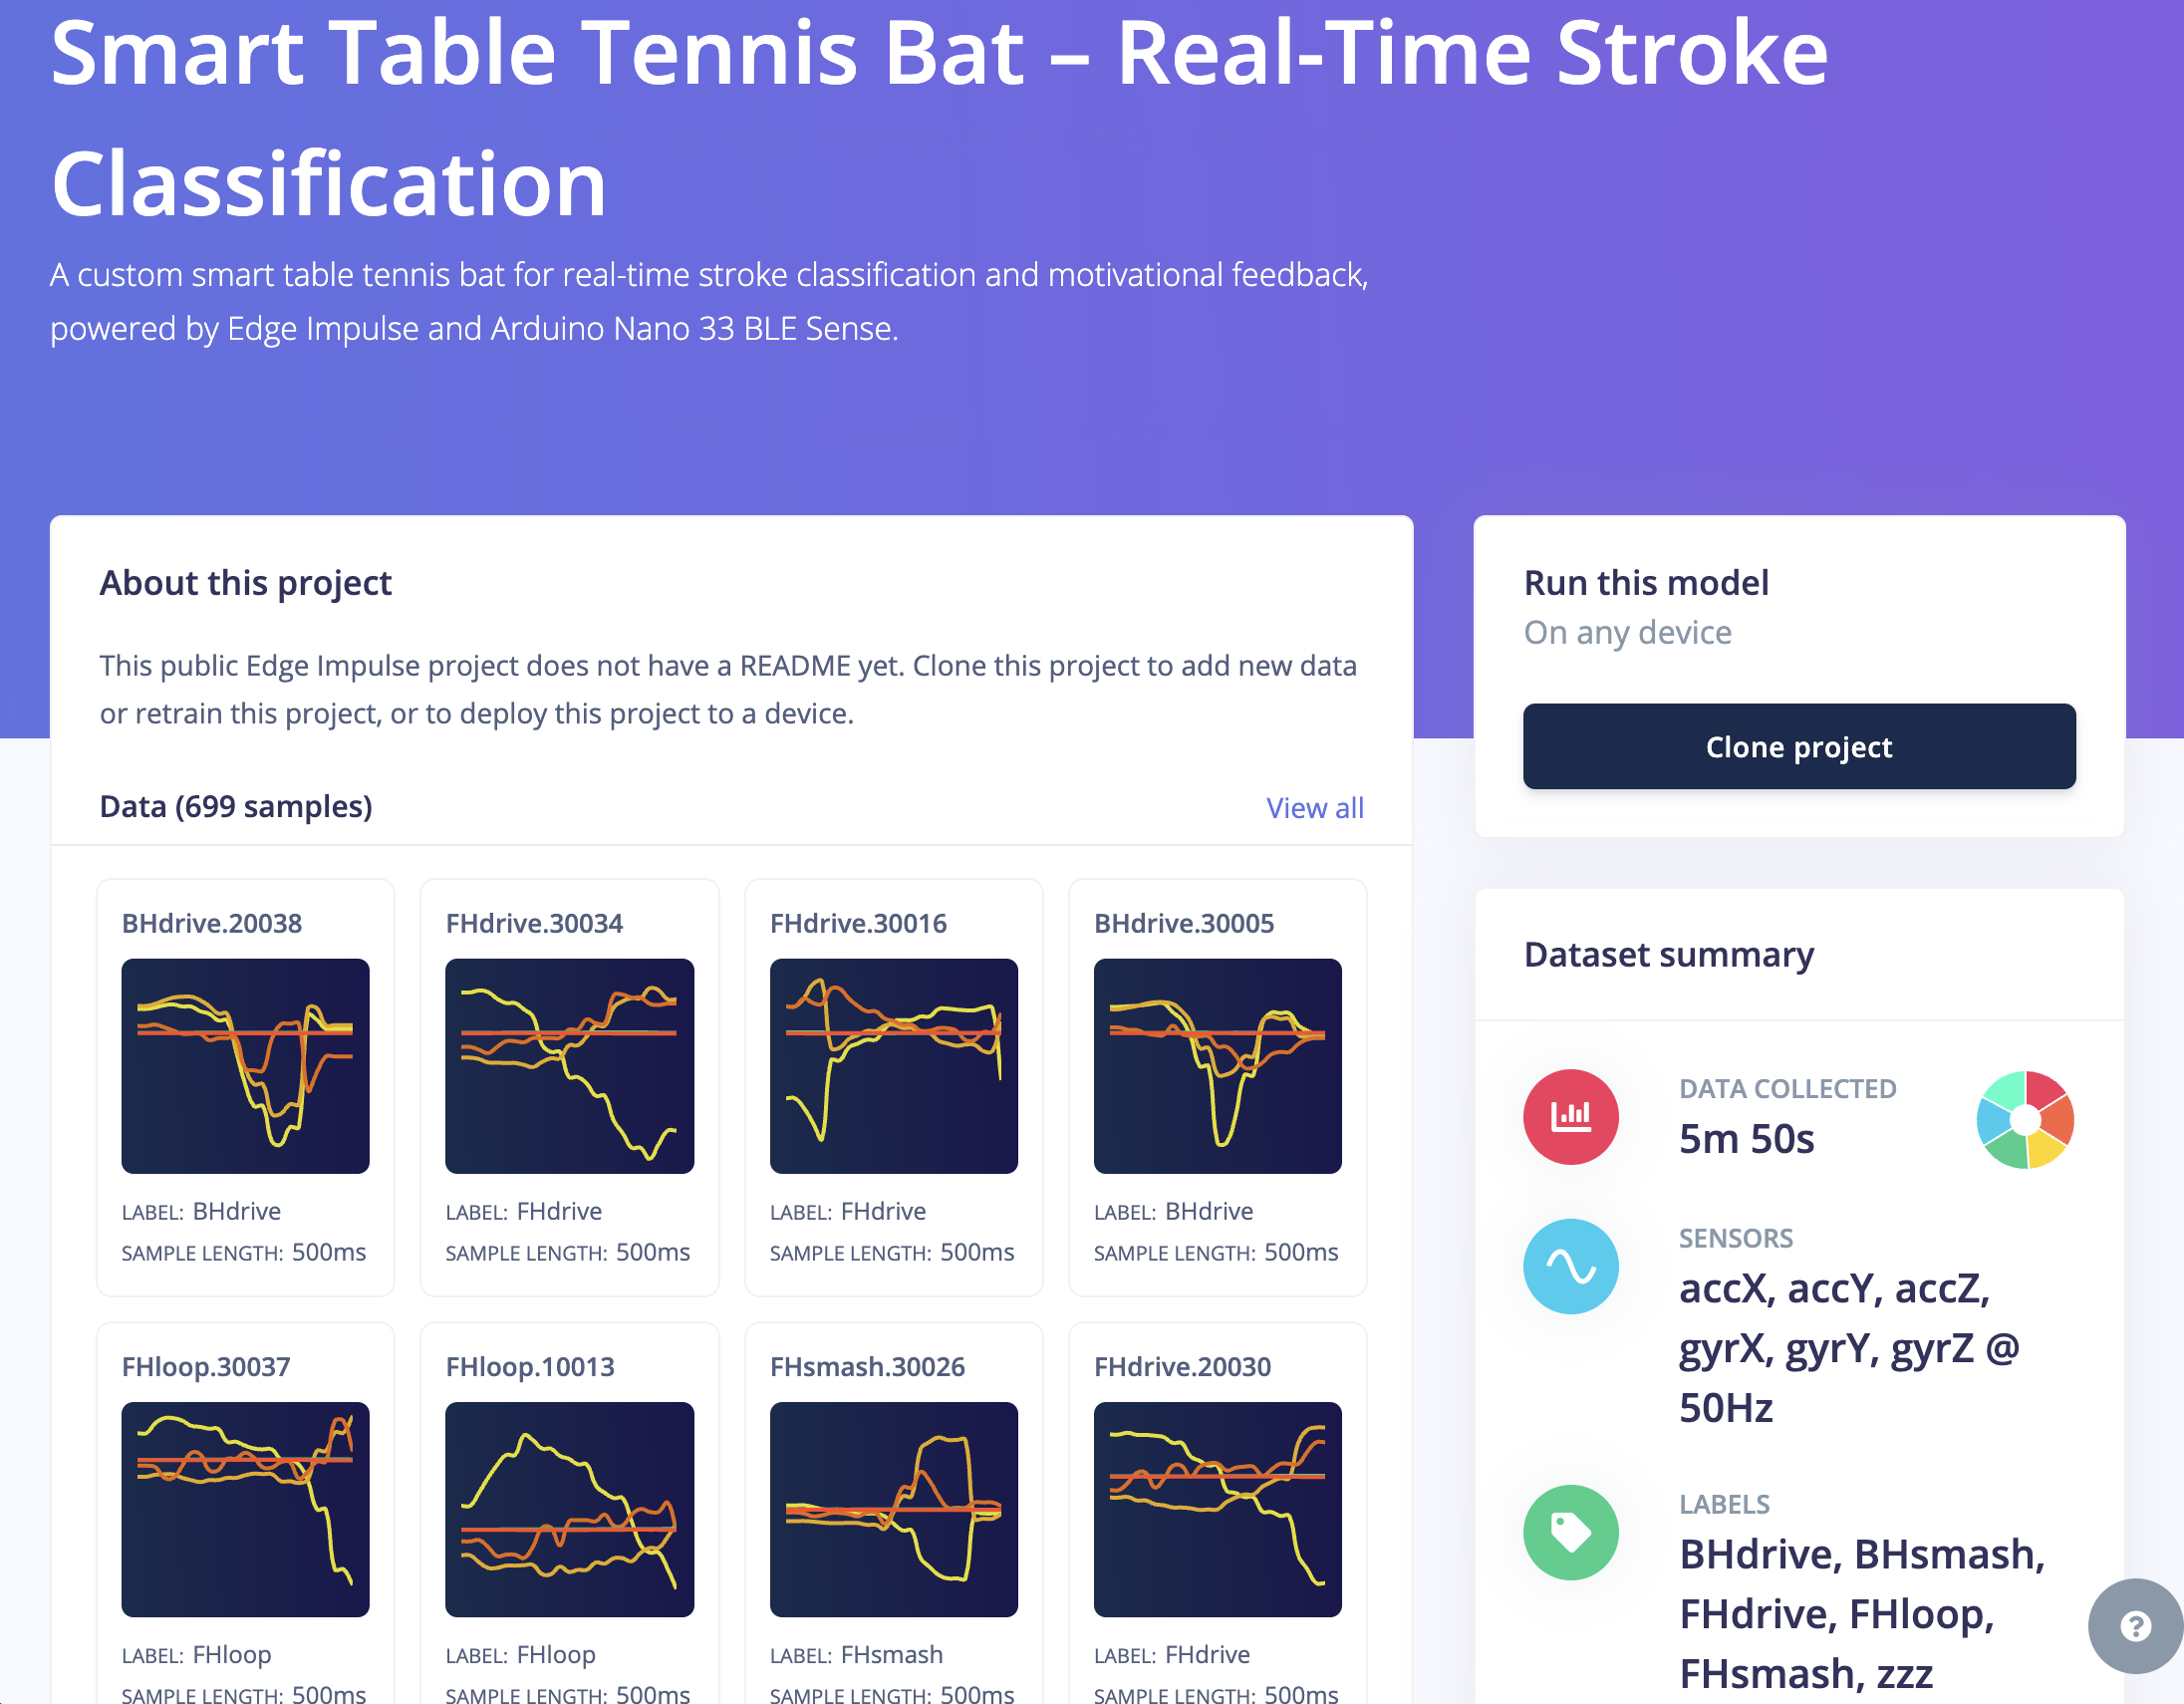 Smart Table Tennis Bat – Real-Time Stroke
Classification
A custom smart table tennis bat for real-time stroke classification and motivational feedback,
powered by Edge Impulse and Arduino Nano 33 BLE Sense.
About this project
This public Edge Impulse project does not have a README yet. Clone this project to add new data
or retrain this project, or to deploy this project to a device.
Data (699 samples)
View all
BHdrive.20038
LABEL: BHdrive
SAMPLE LENGTH: 500ms
FHdrive.30034
LABEL: FHdrive
SAMPLE LENGTH: 500ms
FHdrive.30016
LABEL: FHdrive
SAMPLE LENGTH: 500ms
BHdrive.30005
LABEL: BHdrive
SAMPLE LENGTH: 500ms
FHloop.30037
LABEL: FHloop
SAMPLE LENGTH: 500ms
FHloop.10013
LABEL: FHloop
SAMPLE LENGTH: 500ms
FHsmash.30026
LABEL: FHsmash
SAMPLE LENGTH: 500ms
FHdrive.20030
LABEL: FHdrive
SAMPLE LENGTH: 500ms
Run this model
On any device
Clone project
Dataset summary
DATA COLLECTED
5m 50s
SENSORS
accX, accY, accZ,
gyrX, gyrY, gyrZ @
50Hz
LABELS
BHdrive, BHsmash,
FHdrive, FHloop,
FHsmash, zzz
?